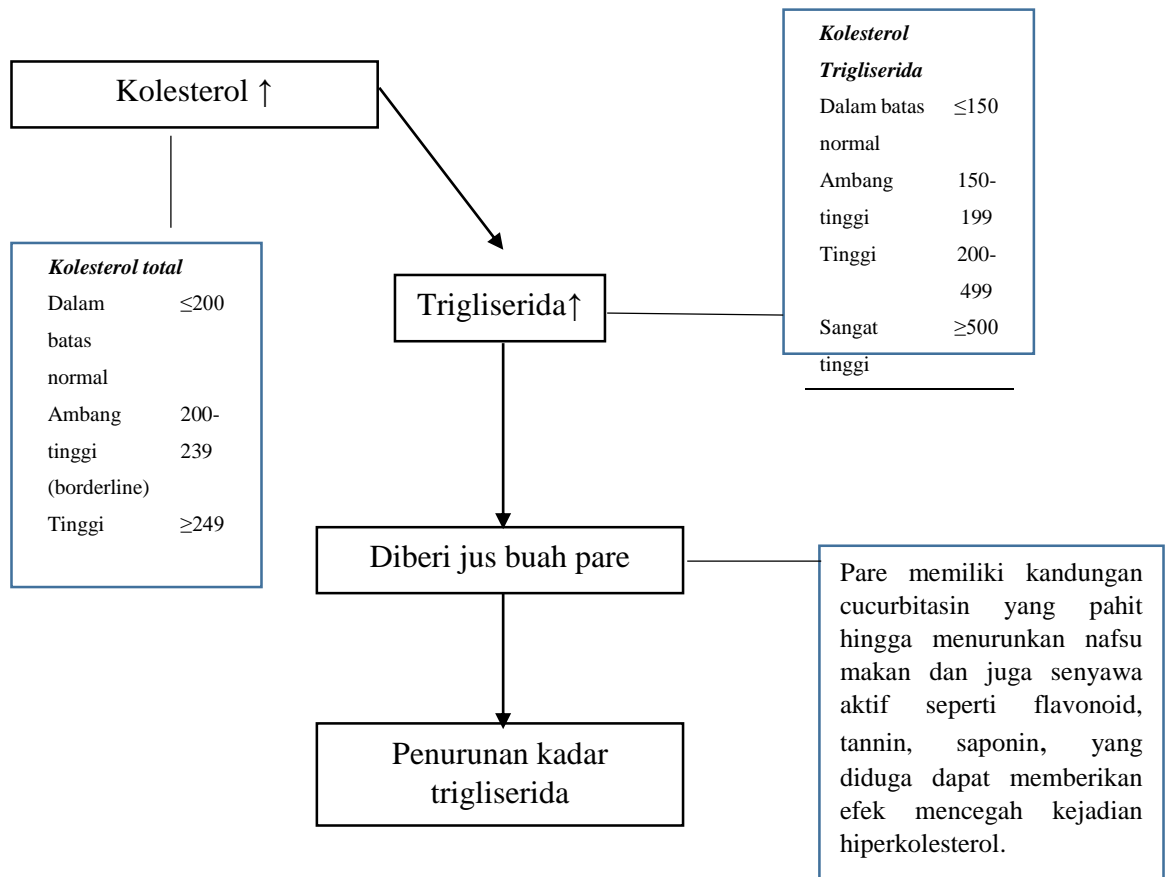 Kolesterol ↑
Kolesterol total
Dalam ≤200
batas
normal
Ambang 200-
tinggi 239
(borderline)
Tinggi ≥249
Kolesterol
Trigliserida
Dalam batas ≤150
normal
Ambang 150-
tinggi 199
Tinggi 200-
499
Sangat ≥500
tinggi
Trigliserida↑
Diberi jus buah pare
Pare memiliki kandungan
cucurbitasin yang pahit
hingga menurunkan nafsu
makan dan juga senyawa
aktif seperti flavonoid,
tannin, saponin, yang
diduga dapat memberikan
efek mencegah kejadian
hiperkolesterol.
Penurunan kadar
trigliserida